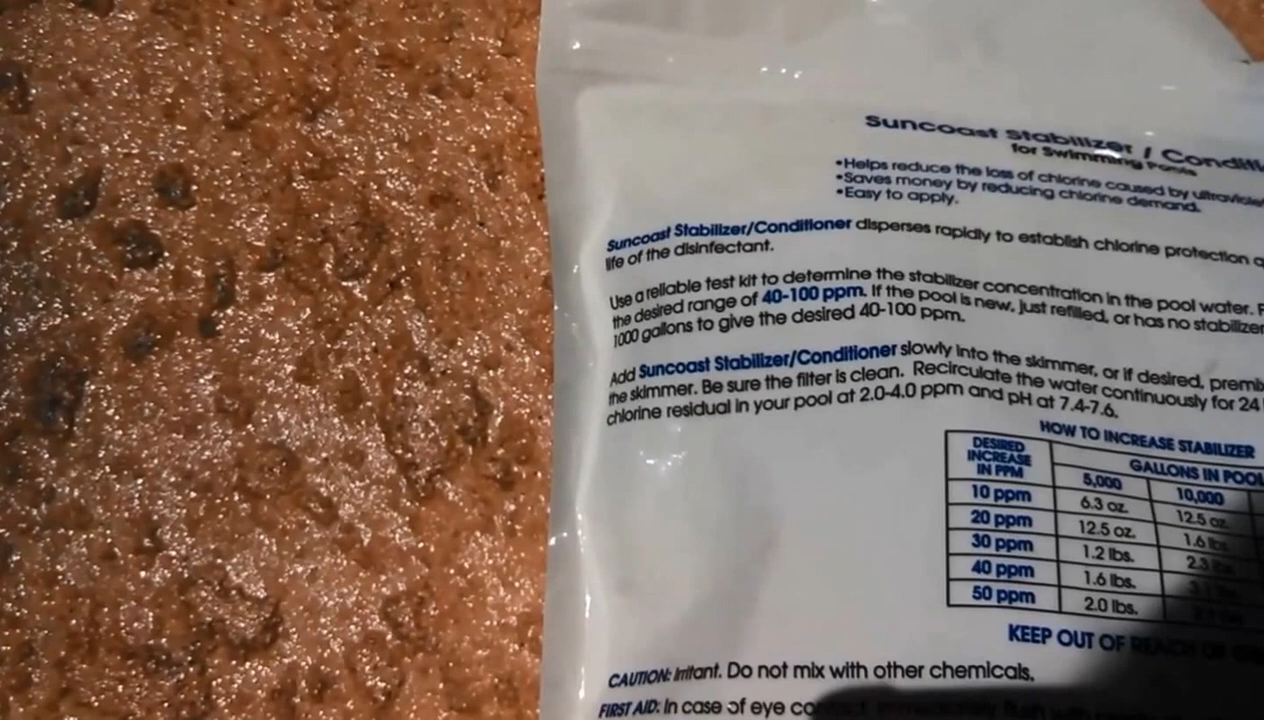 Suncoast Stabilizer / Conditi
for Swimming Pools
•Helps reduce the loss of chlorine caused by ultraviole
•Saves money by reducing chlorine demand.
•Easy to apply.
Suncoast Stabilizer/Conditioner disperses rapidly to establish chlorine protection a
life of the disinfectant.
Use a reliable test kit to determine the stabilizer concentration in the pool water.
the desired range of 40-100 ppm. If the pool is new, just refilled, or has no stabilizer
1000 gallons to give the desired 40-100 ppm.
Add Suncoast Stabilizer/Conditioner slowly into the skimmer, or if desired, premix
the skimmer. Be sure the filter is clean. Recirculate the water continuously for 24
chlorine residual in your pool at 2.0-4.0 ppm and pH at 7.4-7.6.
HOW TO INCREASE STABILIZER
DESIRED INCREASE IN PPM
GALLONS IN POOL
5,000 10,000
10 ppm 6.3 oz. 12.5 oz.
20 ppm 12.5 oz. 1.6 lbs.
30 ppm 1.2 lbs. 2.3
40 ppm 1.6 lbs.
50 ppm 2.0 lbs.
KEEP OUT OF REACH OF
CAUTION: Irritant. Do not mix with other chemicals.
FIRST AID: In case of eye